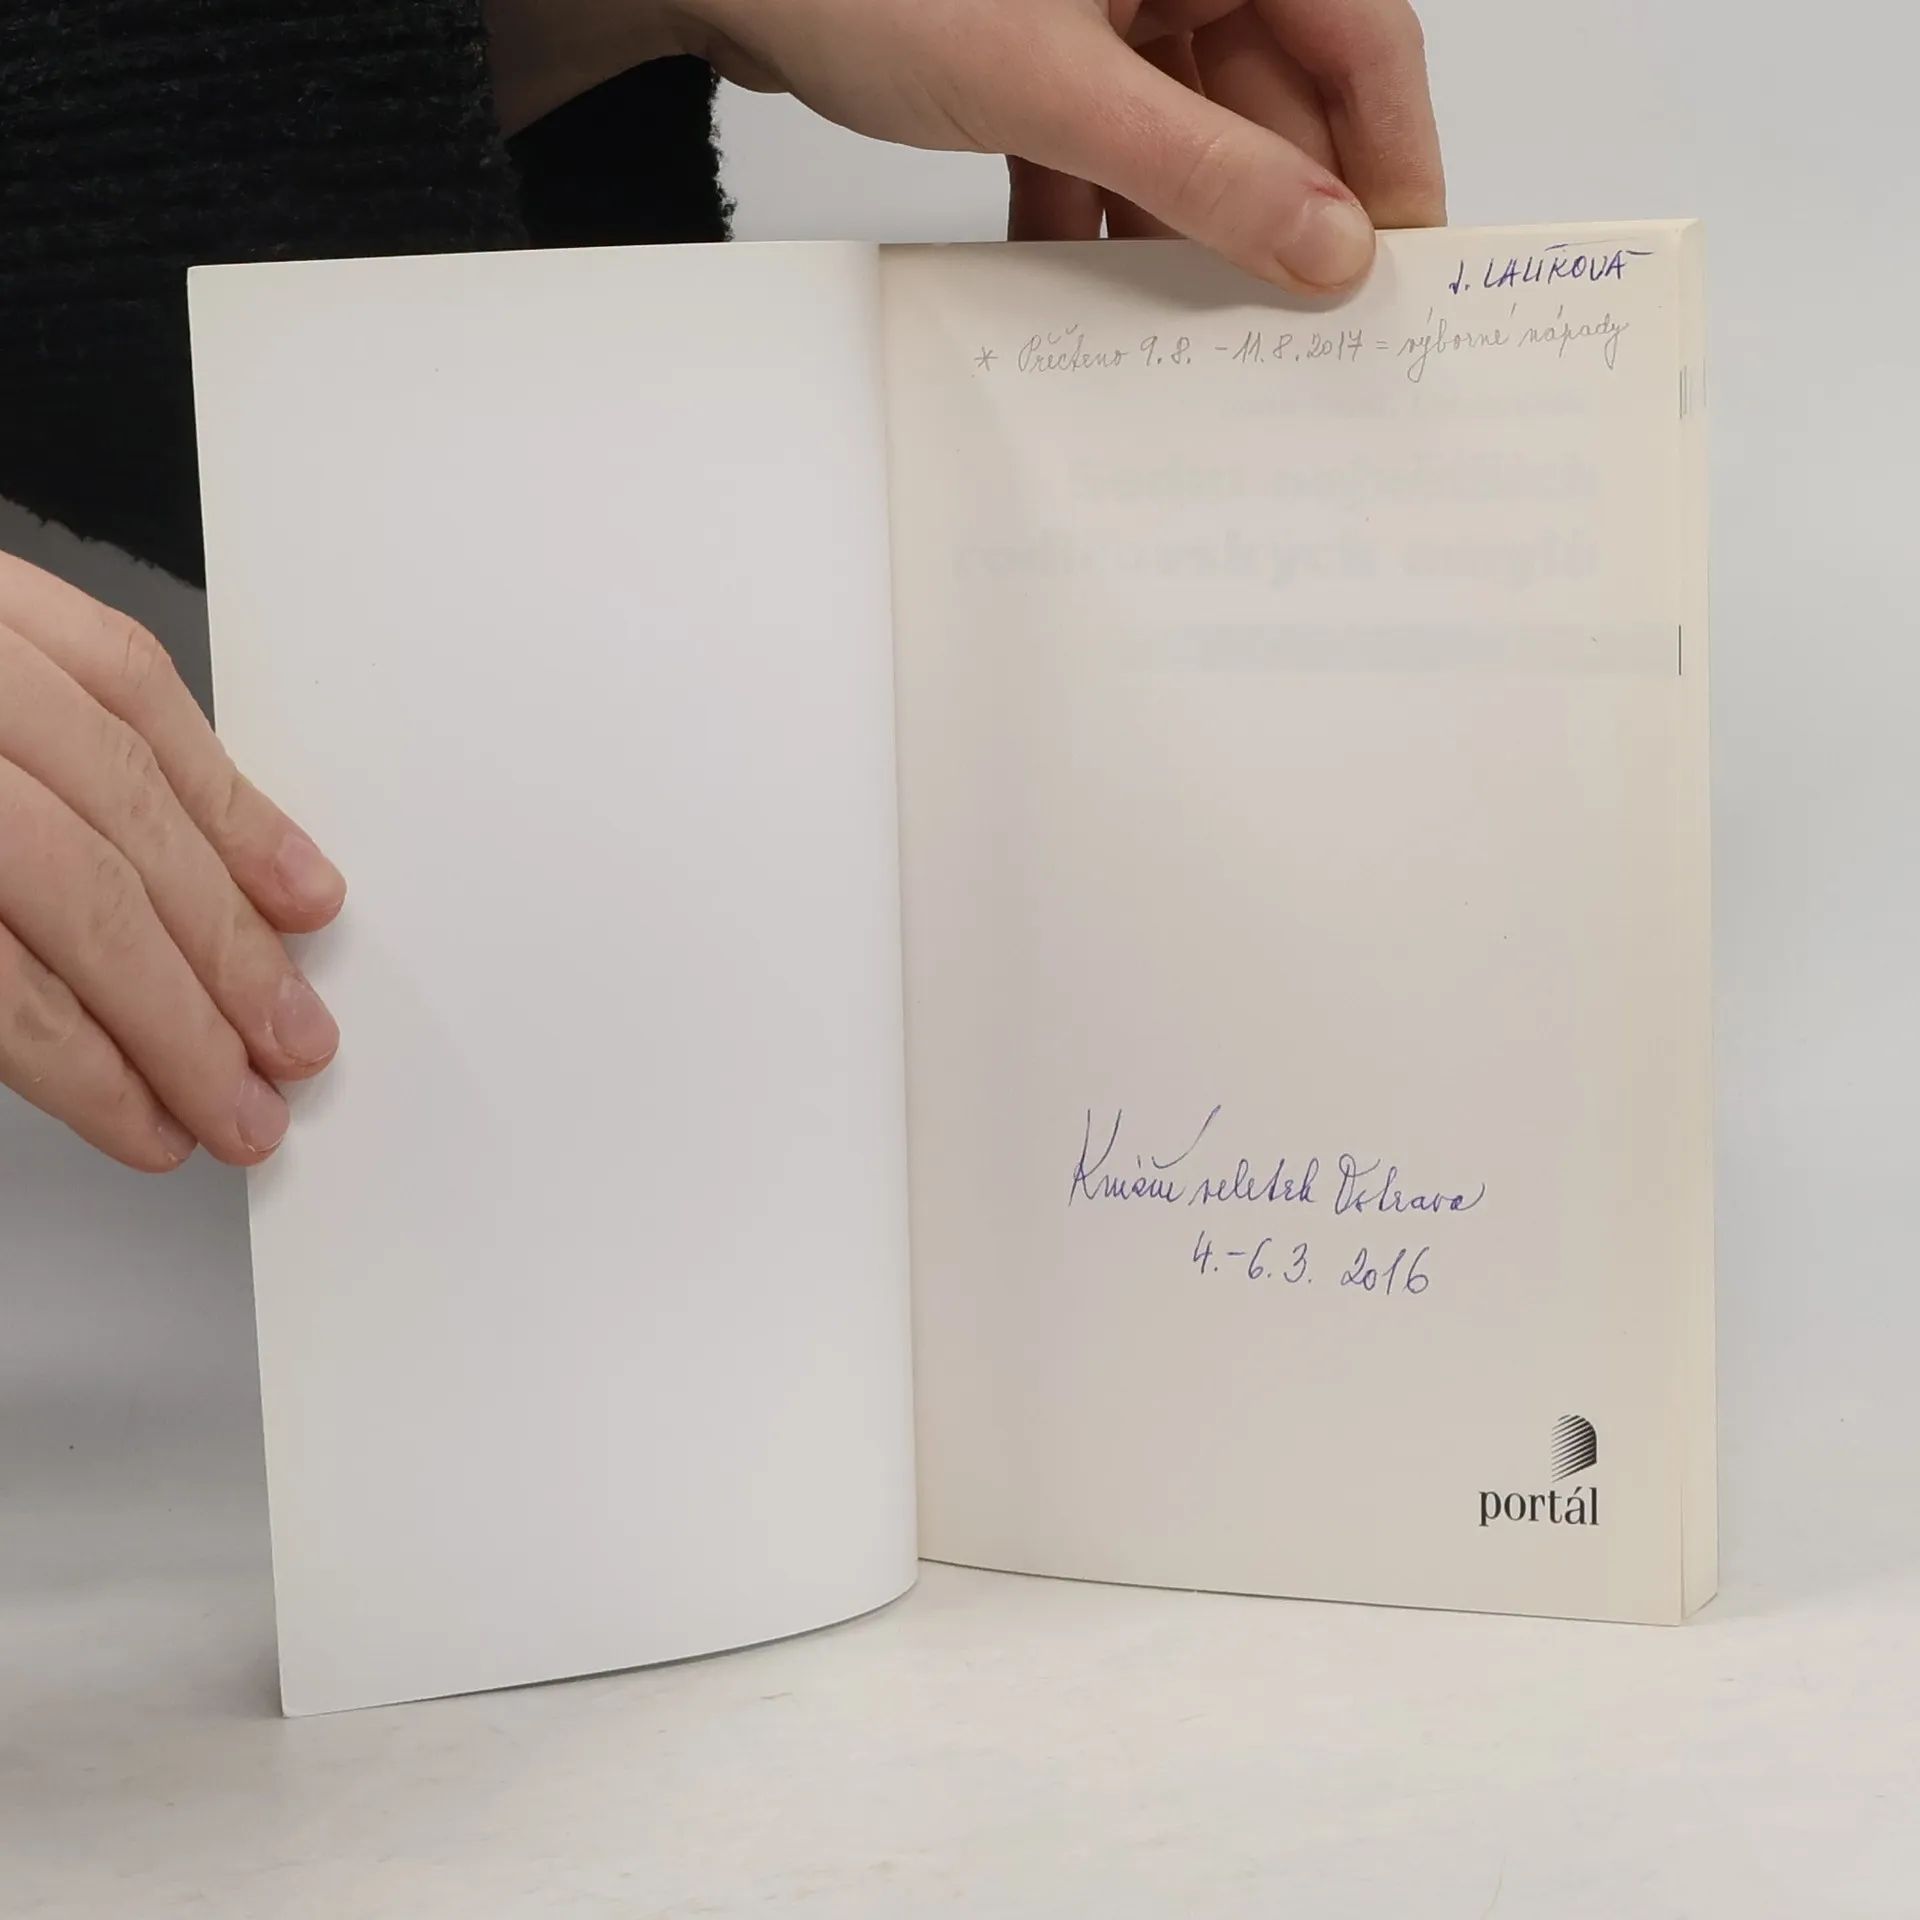 J. LALÍKOVÁ
* Přečteno 9.8. - 11.8.2017 = výborné nápady
Knižní veletrh Ostrava
4.-6.3. 2016
portál